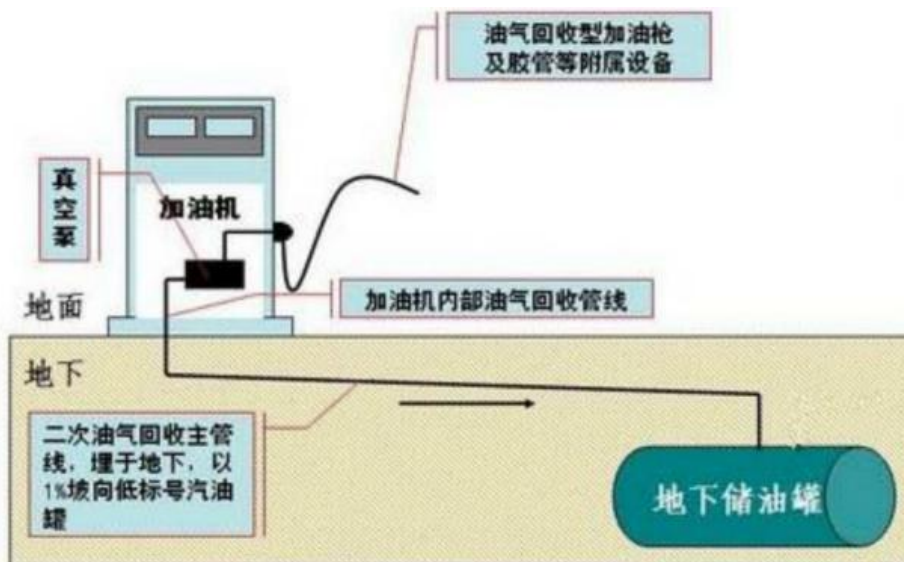 油气回收型加油枪
及胶管等附属设备
真
空
泵
加油机
加油机内部油气回收管线
地面
地下
二次油气回收主管
线，埋于地下，以
1%坡向低标号汽油
罐
地下储油罐